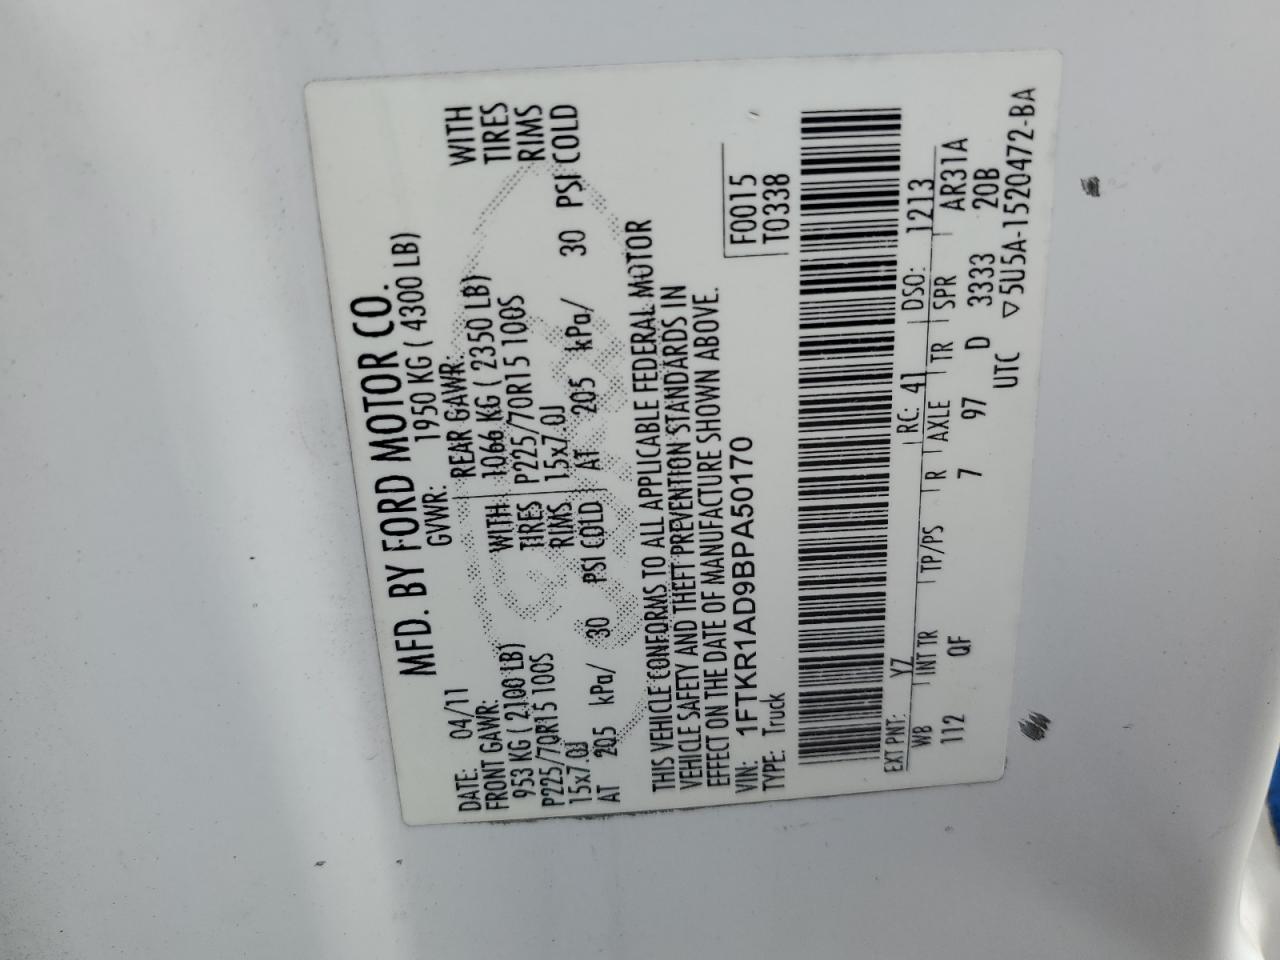 MFD. BY FORD MOTOR CO.
DATE: 04/11 GVWR: 1950 KG ( 4300 LB)
FRONT GAWR: REAR GAWR:
953 KG ( 2100 LB) WITH 1066 KG ( 2350 LB) WITH
P225/70R15 100S TIRES P225/70R15 100S TIRES
15x7.0J RIMS 15x7.0J RIMS
AT 205 kPa/ 30 PSI COLD AT 205 kPa/ 30 PSI COLD
THIS VEHICLE CONFORMS TO ALL APPLICABLE FEDERAL MOTOR
VEHICLE SAFETY AND THEFT PREVENTION STANDARDS IN
EFFECT ON THE DATE OF MANUFACTURE SHOWN ABOVE.
VIN: 1FTKR1AD9BPA50170 F0015
TYPE: Truck T0338
EXT PNT: YZ RC: 41 DSO: 1213
WB INT TR TP/PS R AXLE TR SPR AR31A
112 QF 7 97 D 3333 20B
UTC ▽5U5A-1520472-BA